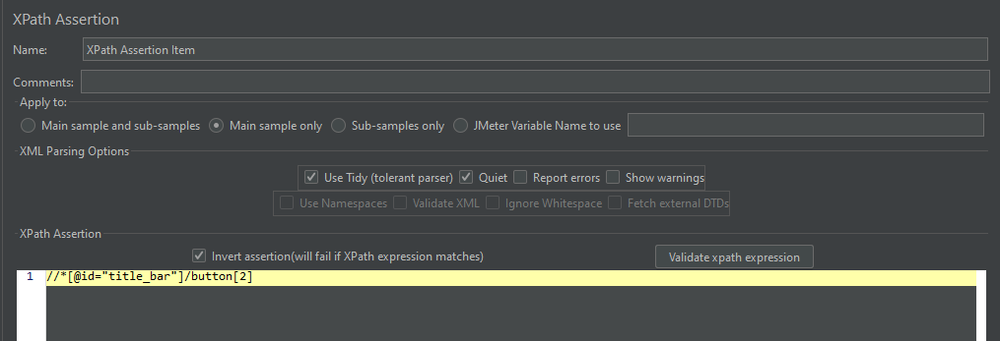 XPath Assertion
Name: XPath Assertion Item
Comments:
Apply to:
Main sample and sub-samples Main sample only Sub-samples only JMeter Variable Name to use
XML Parsing Options
Use Tidy (tolerant parser) Quiet Report errors Show warnings
Use Namespaces Validate XML Ignore Whitespace Fetch external DTDs
XPath Assertion
Invert assertion(will fail if XPath expression matches) Validate xpath expression
1 //*[@id="title_bar"]/button[2]